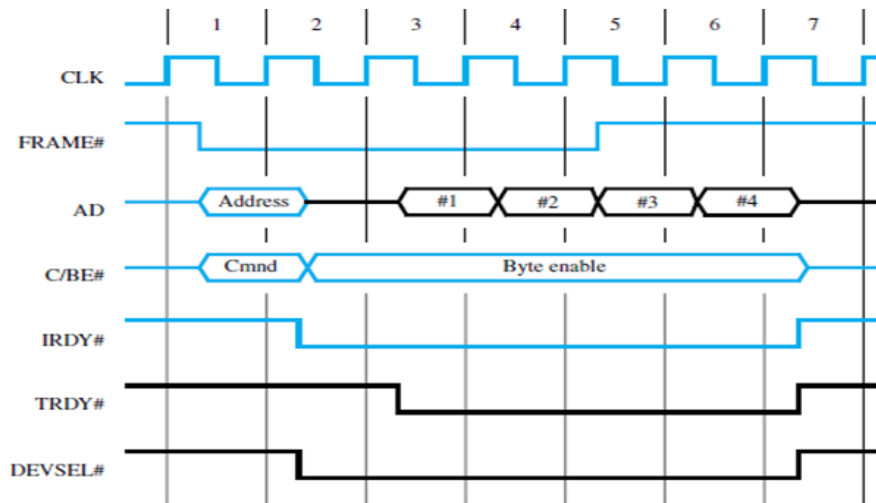 1 2 3 4 5 6 7
CLK
FRAME#
AD Address #1 #2 #3 #4
C/BE# Cmnd Byte enable
IRDY#
TRDY#
DEVSEL#